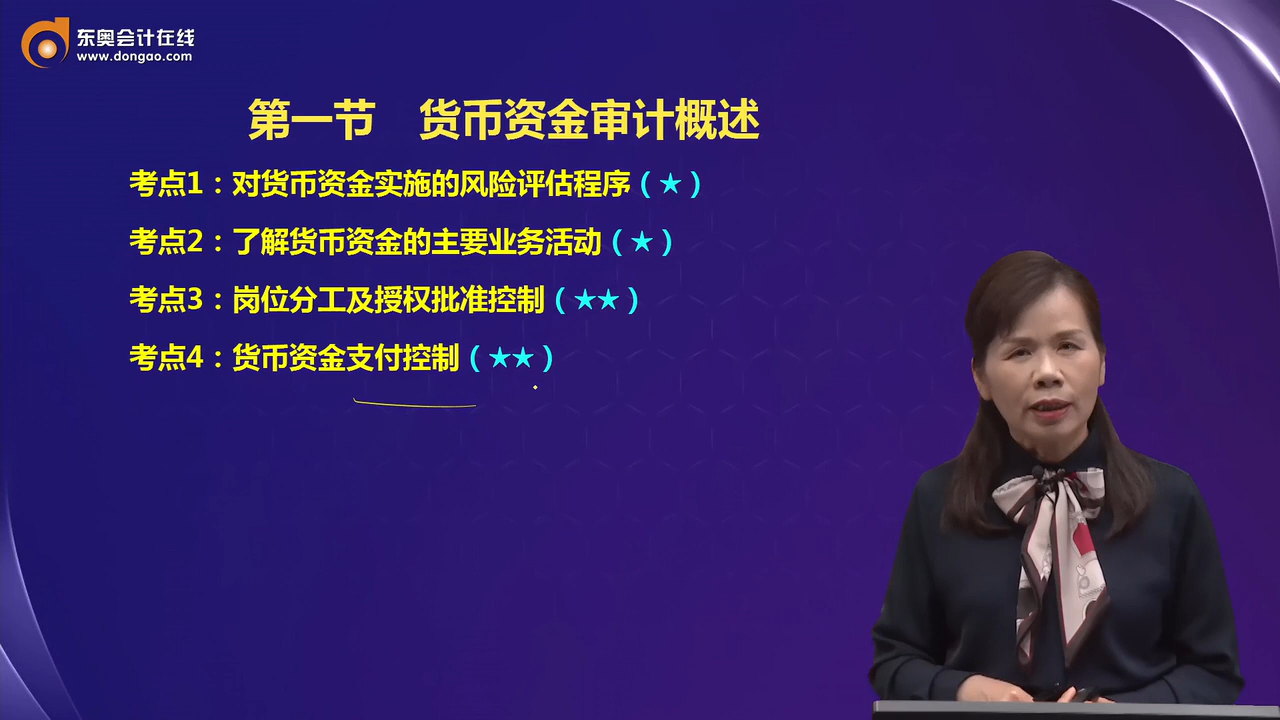 东奥会计在线
www.dongao.com
第一节 货币资金审计概述
考点1：对货币资金实施的风险评估程序（★）
考点2：了解货币资金的主要业务活动（★）
考点3：岗位分工及授权批准控制（★★）
考点4：货币资金支付控制（★★）